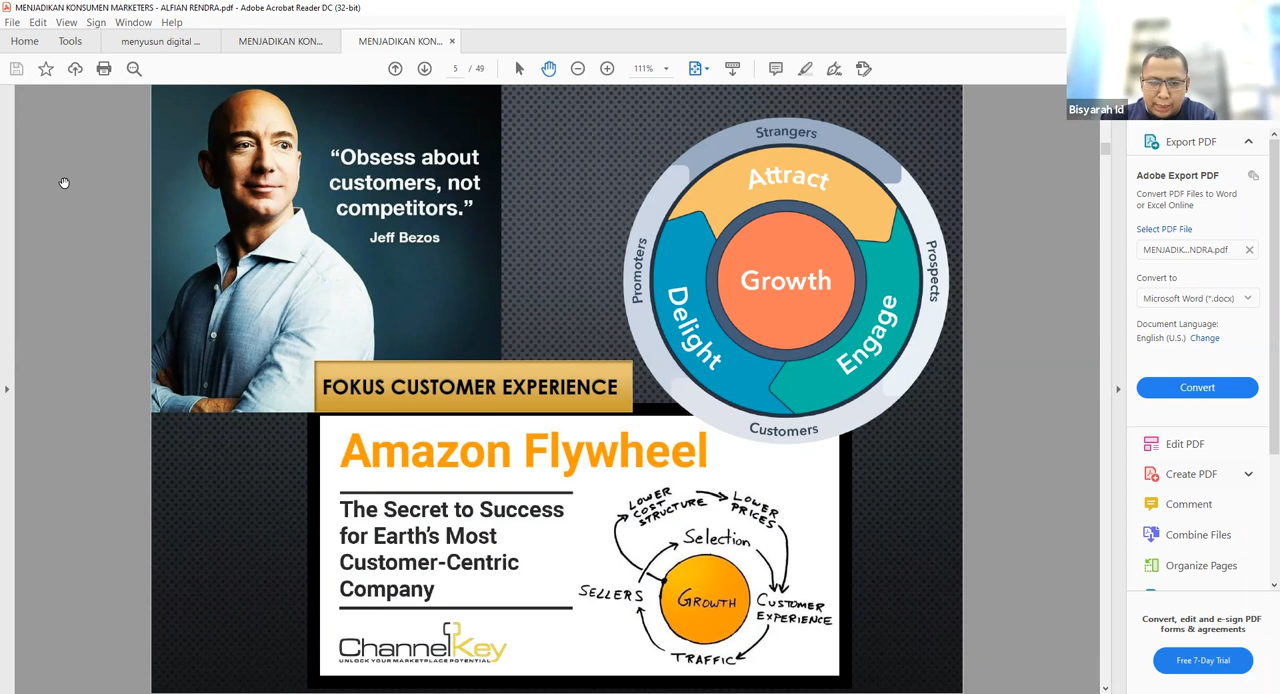 MENJADIKAN KONSUMEN MARKETERS - ALFIAN RENDRA.pdf - Adobe Acrobat Reader DC (32-bit)
File Edit View Sign Window Help
Home Tools menyusun digital ... MENJADIKAN KON... MENJADIKAN KON... ×
5 / 49 111%
Bisyarah Id
"Obsess about
customers, not
competitors."
Jeff Bezos
FOKUS CUSTOMER EXPERIENCE
Strangers
Attract
Prospects
Engage
Customers
Delight
Promoters
Growth
Amazon Flywheel
The Secret to Success
for Earth's Most
Customer-Centric
Company
ChannelKey
UNLOCK YOUR MARKETPLACE POTENTIAL
LOWER
COST
STRUCTURE
LOWER
PRICES
Selection
SELLERS
GROWTH
CUSTOMER
EXPERIENCE
TRAFFIC
Export PDF
Adobe Export PDF
Convert PDF Files to Word
or Excel Online
Select PDF File
MENJADIK...NDRA.pdf
Convert to
Microsoft Word (*.docx)
Document Language:
English (U.S.) Change
Convert
Edit PDF
Create PDF
Comment
Combine Files
Organize Pages
Convert, edit and e-sign PDF
forms & agreements
Free 7-Day Trial